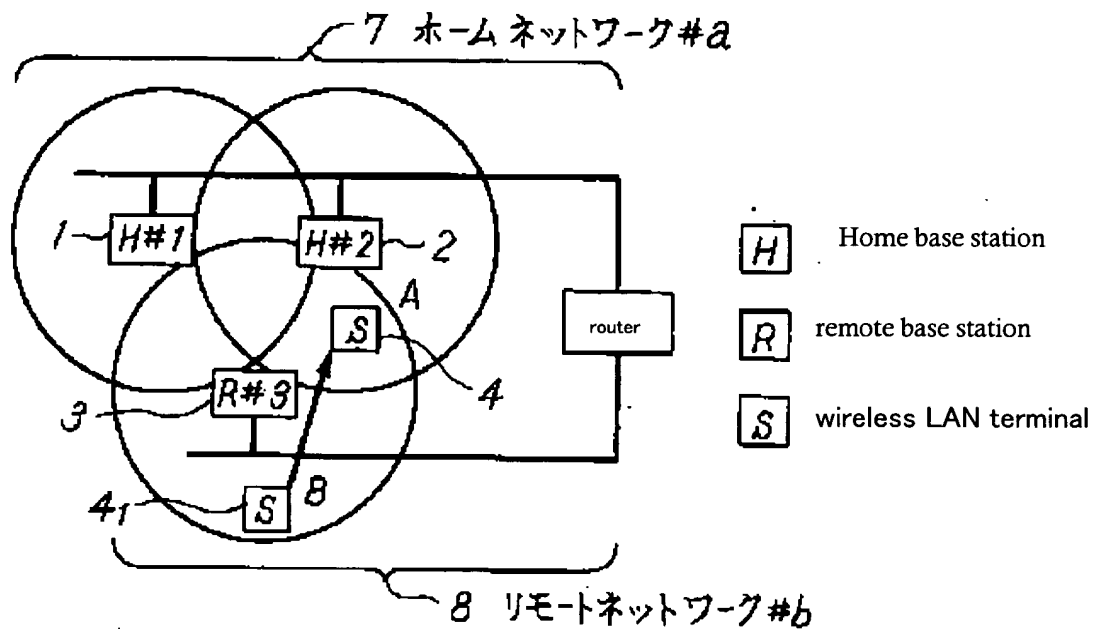 7 ホームネットワーク#a
1 H#1
H#2 2
A
S
4
R#3
3
B
4₁ S
router
H Home base station
R remote base station
S wireless LAN terminal
8 リモートネットワーク#b